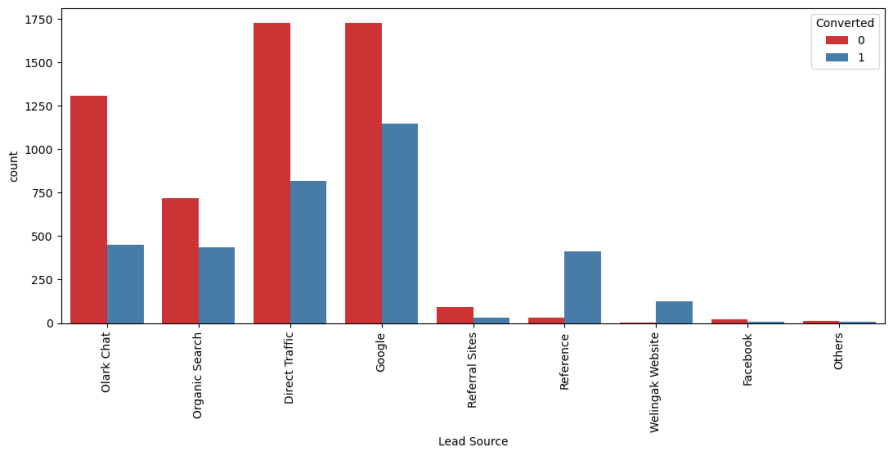 1750
1500
1250
1000
750
500
250
0
count
Converted
0
1
Olark Chat
Organic Search
Direct Traffic
Google
Referral Sites
Reference
Welingak Website
Facebook
Others
Lead Source